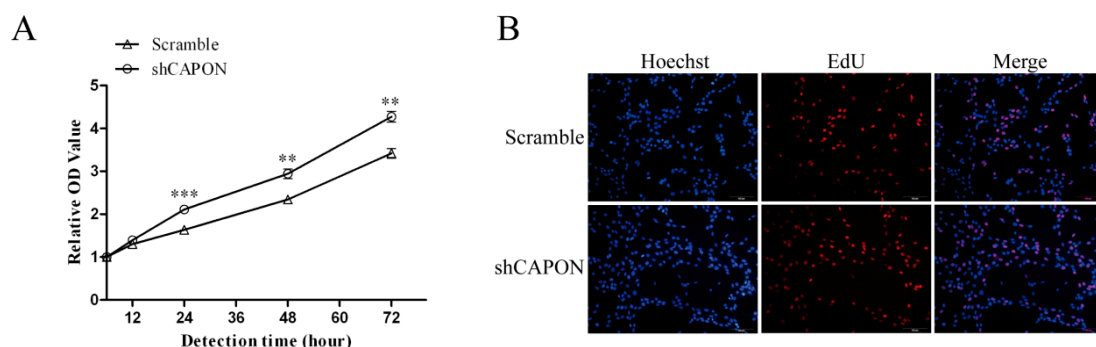 A
Scramble
shCAPON
Relative OD Value
5
4
3
2
1
0
***
**
**
12 24 36 48 60 72
Detection time (hour)
B
Hoechst EdU Merge
Scramble
shCAPON